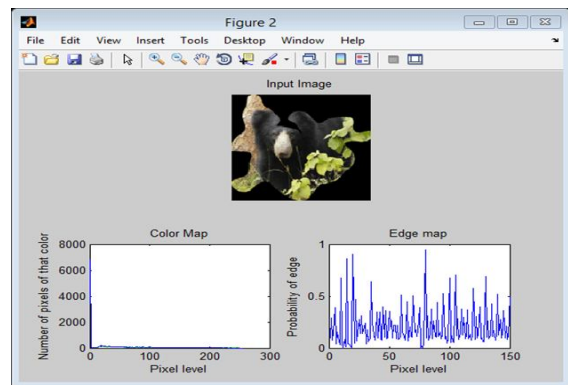 Figure 2
File Edit View Insert Tools Desktop Window Help
Input Image
Color Map
Number of pixels of that color
8000
6000
4000
2000
0
0 100 200 300
Pixel level
Edge map
Probability of edge
1
0.5
0
0 50 100 150
Pixel level